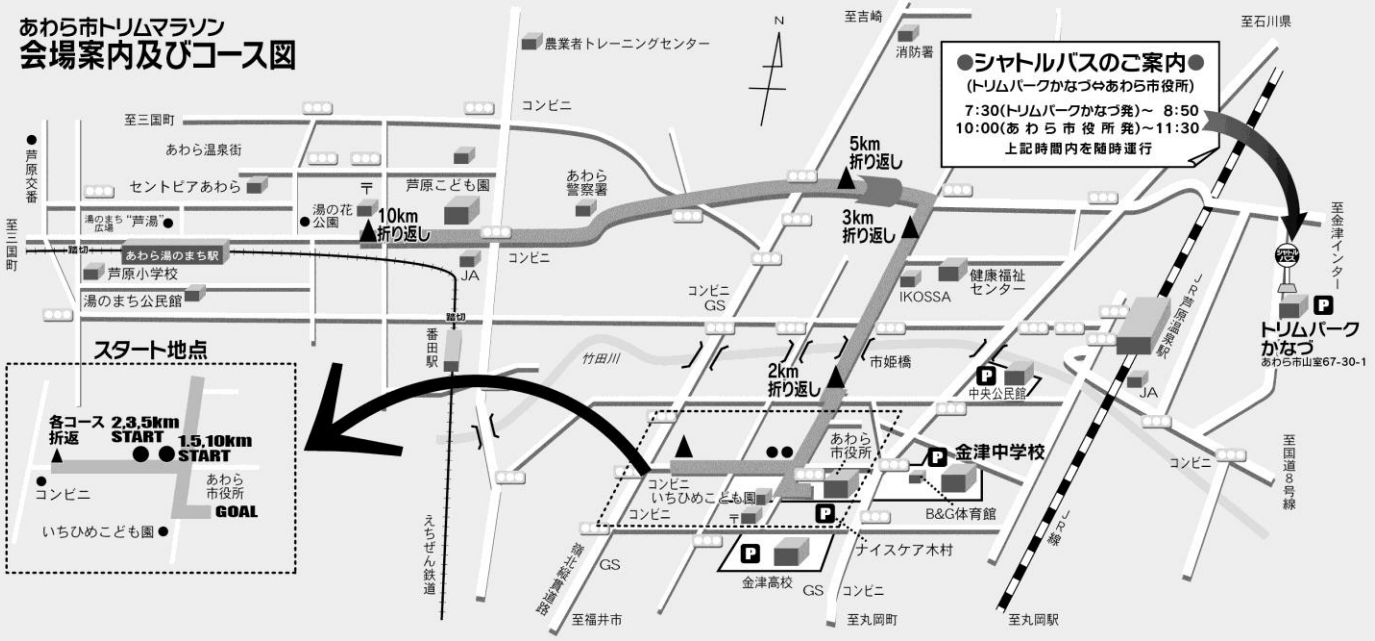 あわら市トリムマラソン
会場案内及びコース図
N
至吉崎
至石川県
農業者トレーニングセンター
消防署
●シャトルバスのご案内●
(トリムパークかなづ⇔あわら市役所)
7:30(トリムパークかなづ発)〜 8:50
10:00(あわら市役所発)〜11:30
上記時間内を随時運行
コンビニ
至三国町
あわら温泉街
芦原交番
セントピアあわら
〒
芦原こども園
あわら
警察署
5km
折り返し
湯のまち
広場
"芦湯"
湯の花
公園
10km
折り返し
3km
折り返し
至金津インター
至三国町
踏切
あわら湯のまち駅
コンビニ
JA
芦原小学校
湯のまち公民館
IKOSSA
健康福祉
センター
シャトル
バス
コンビニ
GS
P
トリムパーク
かなづ
あわら市山室67-30-1
JR芦原温泉駅
踏切
番田駅
竹田川
市姫橋
2km
折り返し
P
中央公民館
JA
スタート地点
各コース
折返
2,3,5km
START
1.5,10km
START
あわら
市役所
コンビニ
GOAL
いちひめこども園
あわら
市役所
P
金津中学校
コンビニ
至国道8号線
コンビニ
いちひめこども園
コンビニ
〒
P
B&G体育館
ナイスケア木村
P
金津高校
GS
GS
コンビニ
えちぜん鉄道
嶺北縦貫道路
JR線
至福井市
至丸岡町
至丸岡駅